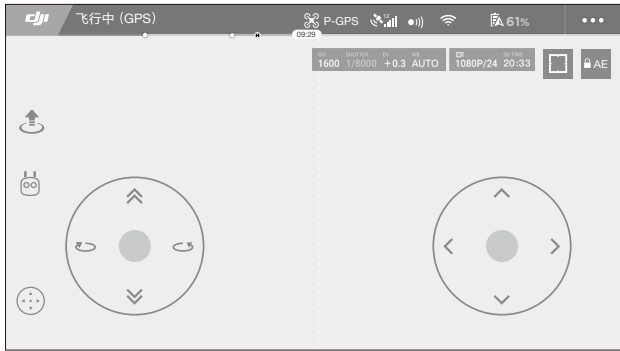 dji 飞行中 (GPS) P-GPS 12 61%
09:29
ISO SHUTTER EV WB SD TIME
1600 1/8000 +0.3 AUTO 1080P/24 20:33 AE